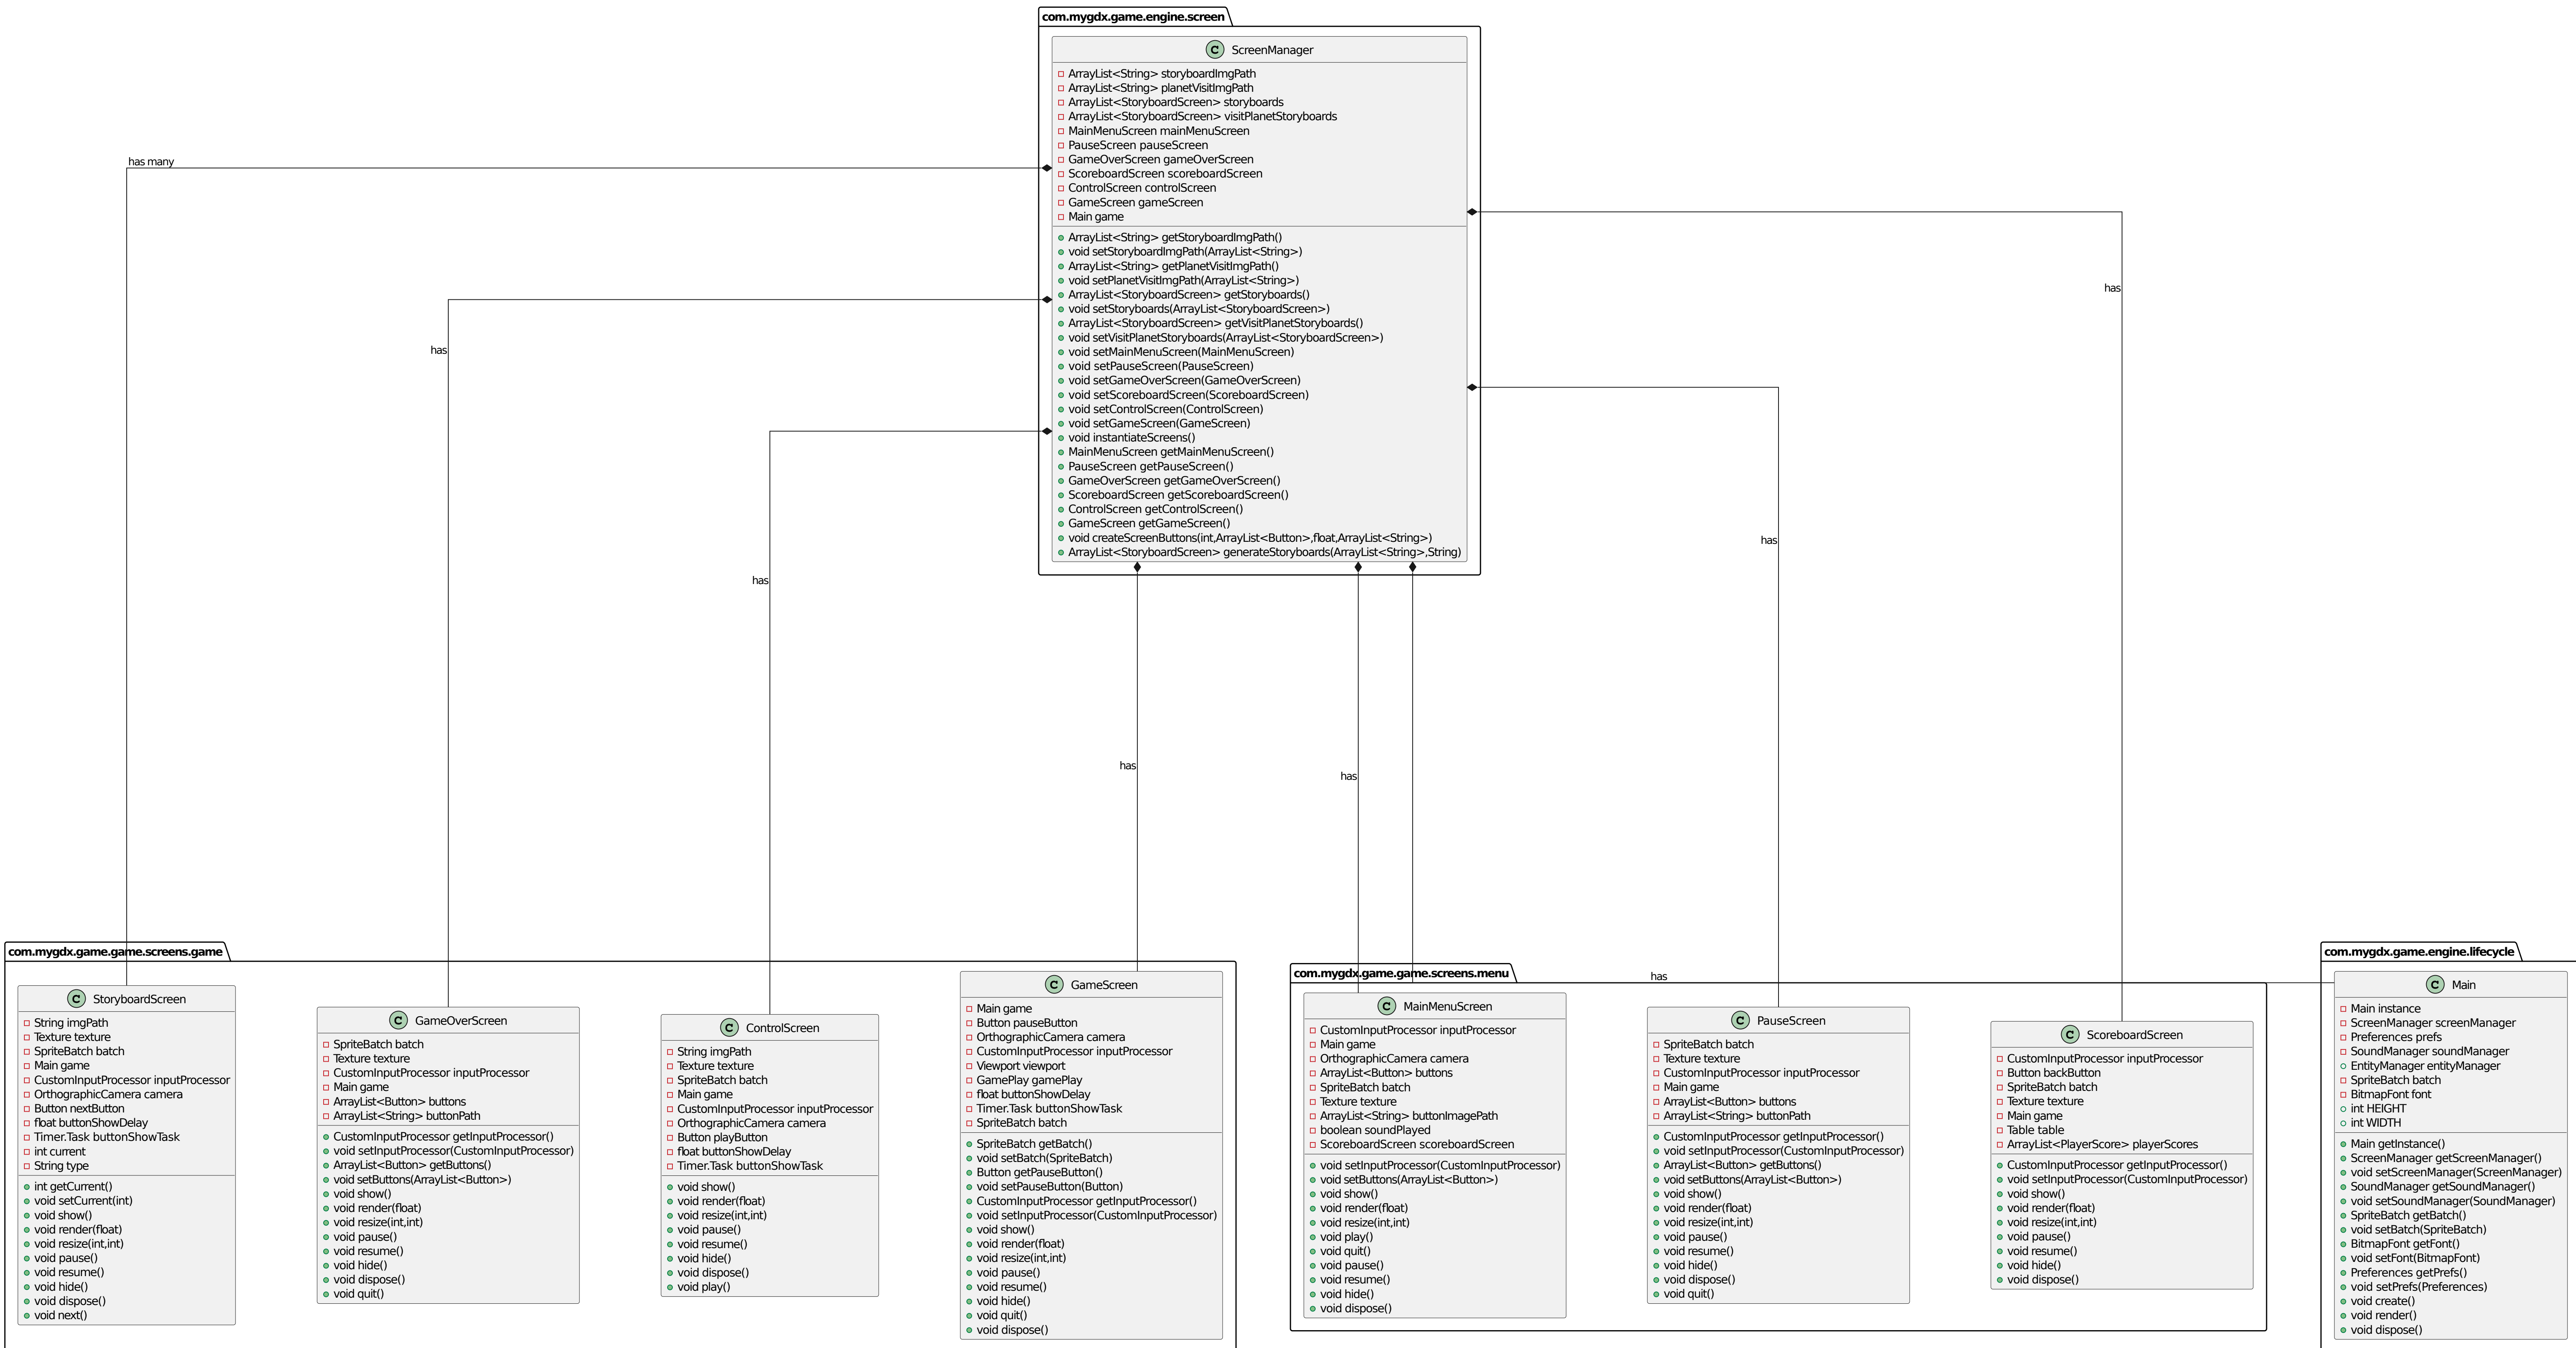 com.mygdx.game.engine.screen
ScreenManager
ArrayList<String> storyboardImgPath
ArrayList<String> planetVisitImgPath
ArrayList<StoryboardScreen> storyboards
ArrayList<StoryboardScreen> visitPlanetStoryboards
MainMenuScreen mainMenuScreen
PauseScreen pauseScreen
GameOverScreen gameOverScreen
ScoreboardScreen scoreboardScreen
ControlScreen controlScreen
GameScreen gameScreen
Main game
ArrayList<String> getStoryboardImgPath()
void setStoryboardImgPath(ArrayList<String>)
ArrayList<String> getPlanetVisitImgPath()
void setPlanetVisitImgPath(ArrayList<String>)
ArrayList<StoryboardScreen> getStoryboards()
void setStoryboards(ArrayList<StoryboardScreen>)
ArrayList<StoryboardScreen> getVisitPlanetStoryboards()
void setVisitPlanetStoryboards(ArrayList<StoryboardScreen>)
void setMainMenuScreen(MainMenuScreen)
void setPauseScreen(PauseScreen)
void setGameOverScreen(GameOverScreen)
void setScoreboardScreen(ScoreboardScreen)
void setControlScreen(ControlScreen)
void setGameScreen(GameScreen)
void instantiateScreens()
MainMenuScreen getMainMenuScreen()
PauseScreen getPauseScreen()
GameOverScreen getGameOverScreen()
ScoreboardScreen getScoreboardScreen()
ControlScreen getControlScreen()
GameScreen getGameScreen()
void createScreenButtons(int,ArrayList<Button>,float,ArrayList<String>)
ArrayList<StoryboardScreen> generateStoryboards(ArrayList<String>,String)
has many
has
has
has
has
has
has
has
com.mygdx.game.game.screens.game
StoryboardScreen
String imgPath
Texture texture
SpriteBatch batch
Main game
CustomInputProcessor inputProcessor
OrthographicCamera camera
Button nextButton
float buttonShowDelay
Timer.Task buttonShowTask
int current
String type
int getCurrent()
void setCurrent(int)
void show()
void render(float)
void resize(int,int)
void pause()
void resume()
void hide()
void dispose()
void next()
GameOverScreen
SpriteBatch batch
Texture texture
CustomInputProcessor inputProcessor
Main game
ArrayList<Button> buttons
ArrayList<String> buttonPath
CustomInputProcessor getInputProcessor()
void setInputProcessor(CustomInputProcessor)
ArrayList<Button> getButtons()
void setButtons(ArrayList<Button>)
void show()
void render(float)
void resize(int,int)
void pause()
void resume()
void hide()
void dispose()
void quit()
ControlScreen
String imgPath
Texture texture
SpriteBatch batch
Main game
CustomInputProcessor inputProcessor
OrthographicCamera camera
Button playButton
float buttonShowDelay
Timer.Task buttonShowTask
void show()
void render(float)
void resize(int,int)
void pause()
void resume()
void hide()
void dispose()
void play()
GameScreen
Main game
Button pauseButton
OrthographicCamera camera
CustomInputProcessor inputProcessor
Viewport viewport
GamePlay gamePlay
float buttonShowDelay
Timer.Task buttonShowTask
SpriteBatch batch
SpriteBatch getBatch()
void setBatch(SpriteBatch)
Button getPauseButton()
void setPauseButton(Button)
CustomInputProcessor getInputProcessor()
void setInputProcessor(CustomInputProcessor)
void show()
void render(float)
void resize(int,int)
void pause()
void resume()
void hide()
void quit()
void dispose()
com.mygdx.game.game.screens.menu
MainMenuScreen
CustomInputProcessor inputProcessor
Main game
OrthographicCamera camera
ArrayList<Button> buttons
SpriteBatch batch
Texture texture
ArrayList<String> buttonImagePath
boolean soundPlayed
ScoreboardScreen scoreboardScreen
void setInputProcessor(CustomInputProcessor)
void setButtons(ArrayList<Button>)
void show()
void render(float)
void resize(int,int)
void play()
void quit()
void pause()
void resume()
void hide()
void dispose()
PauseScreen
SpriteBatch batch
Texture texture
CustomInputProcessor inputProcessor
Main game
ArrayList<Button> buttons
ArrayList<String> buttonPath
CustomInputProcessor getInputProcessor()
void setInputProcessor(CustomInputProcessor)
ArrayList<Button> getButtons()
void setButtons(ArrayList<Button>)
void show()
void render(float)
void resize(int,int)
void pause()
void resume()
void hide()
void dispose()
void quit()
ScoreboardScreen
CustomInputProcessor inputProcessor
Button backButton
SpriteBatch batch
Texture texture
Main game
Table table
ArrayList<PlayerScore> playerScores
CustomInputProcessor getInputProcessor()
void setInputProcessor(CustomInputProcessor)
void show()
void render(float)
void resize(int,int)
void pause()
void resume()
void hide()
void dispose()
com.mygdx.game.engine.lifecycle
Main
Main instance
ScreenManager screenManager
Preferences prefs
SoundManager soundManager
EntityManager entityManager
SpriteBatch batch
BitmapFont font
int HEIGHT
int WIDTH
Main getInstance()
ScreenManager getScreenManager()
void setScreenManager(ScreenManager)
SoundManager getSoundManager()
void setSoundManager(SoundManager)
SpriteBatch getBatch()
void setBatch(SpriteBatch)
BitmapFont getFont()
void setFont(BitmapFont)
Preferences getPrefs()
void setPrefs(Preferences)
void create()
void render()
void dispose()